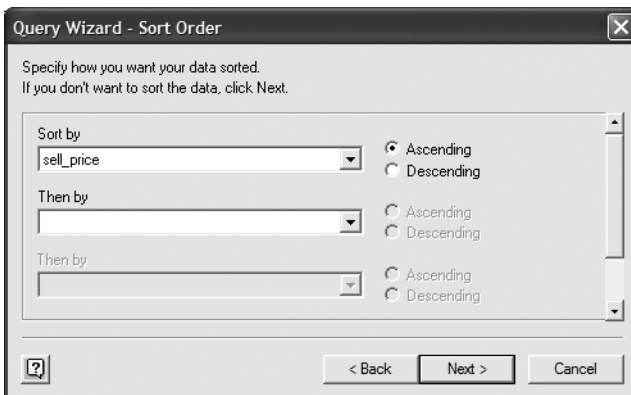 Query Wizard - Sort Order
Specify how you want your data sorted.
If you don't want to sort the data, click Next.
Sort by
sell_price
Ascending
Descending
Then by
Ascending
Descending
Then by
Ascending
Descending
?
< Back
Next >
Cancel